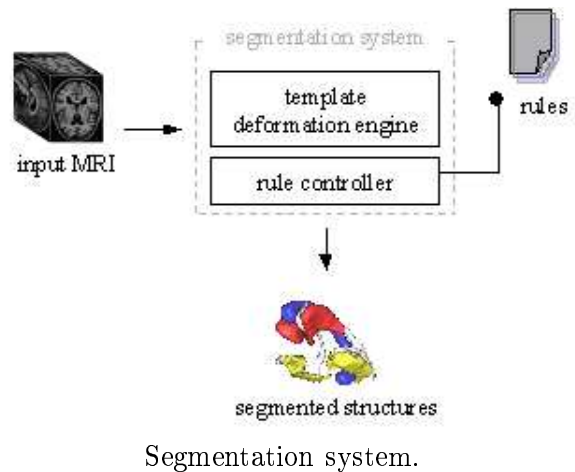 segmentation system
template
deformation engine
rules
input MRI
rule controller
segmented structures
Segmentation system.